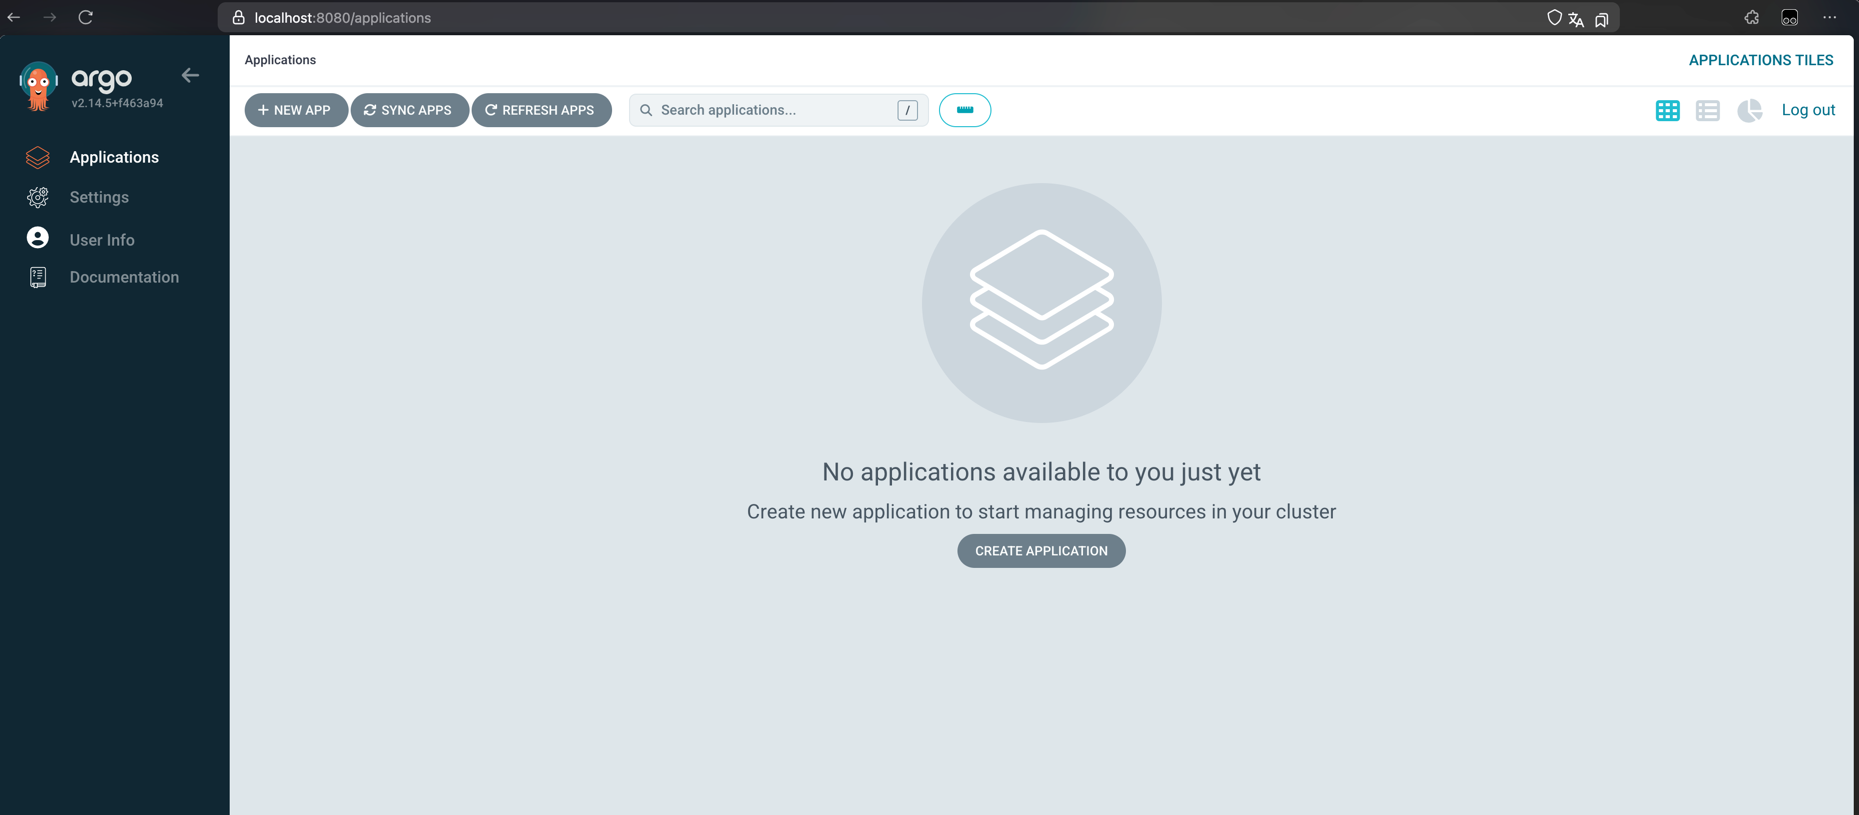 localhost:8080/applications
argo
v2.14.5+f463a94
Applications
Settings
User Info
Documentation
Applications
APPLICATIONS TILES
NEW APP
SYNC APPS
REFRESH APPS
Search applications...
/
Log out
No applications available to you just yet
Create new application to start managing resources in your cluster
CREATE APPLICATION